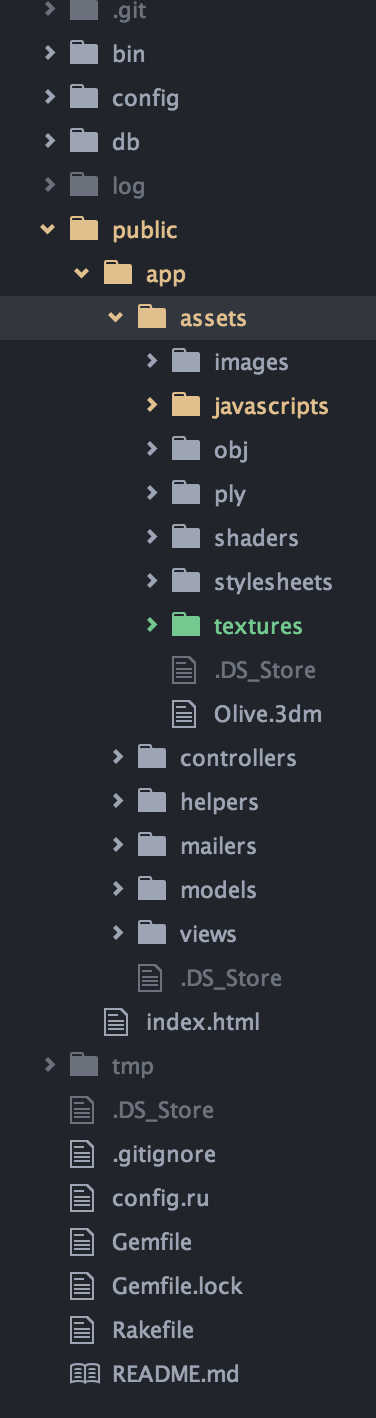 .git
bin
config
db
log
public
app
assets
images
javascripts
obj
ply
shaders
stylesheets
textures
.DS_Store
Olive.3dm
controllers
helpers
mailers
models
views
.DS_Store
index.html
tmp
.DS_Store
.gitignore
config.ru
Gemfile
Gemfile.lock
Rakefile
README.md